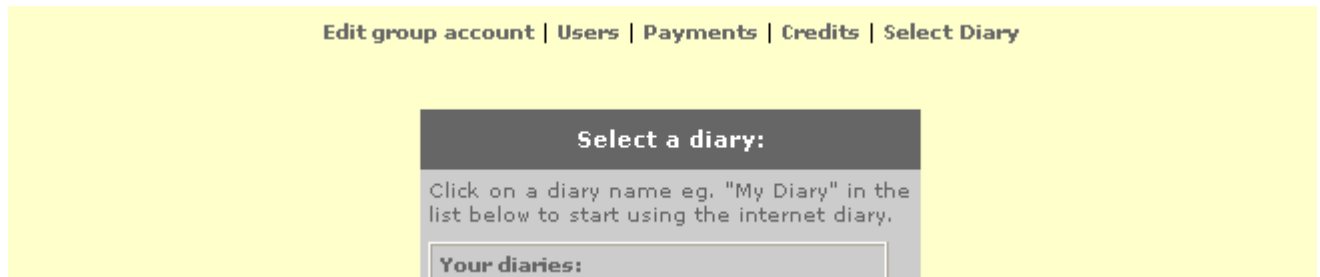 Edit group account | Users | Payments | Credits | Select Diary
Select a diary:
Click on a diary name eg. "My Diary" in the
list below to start using the internet diary.
Your diaries: